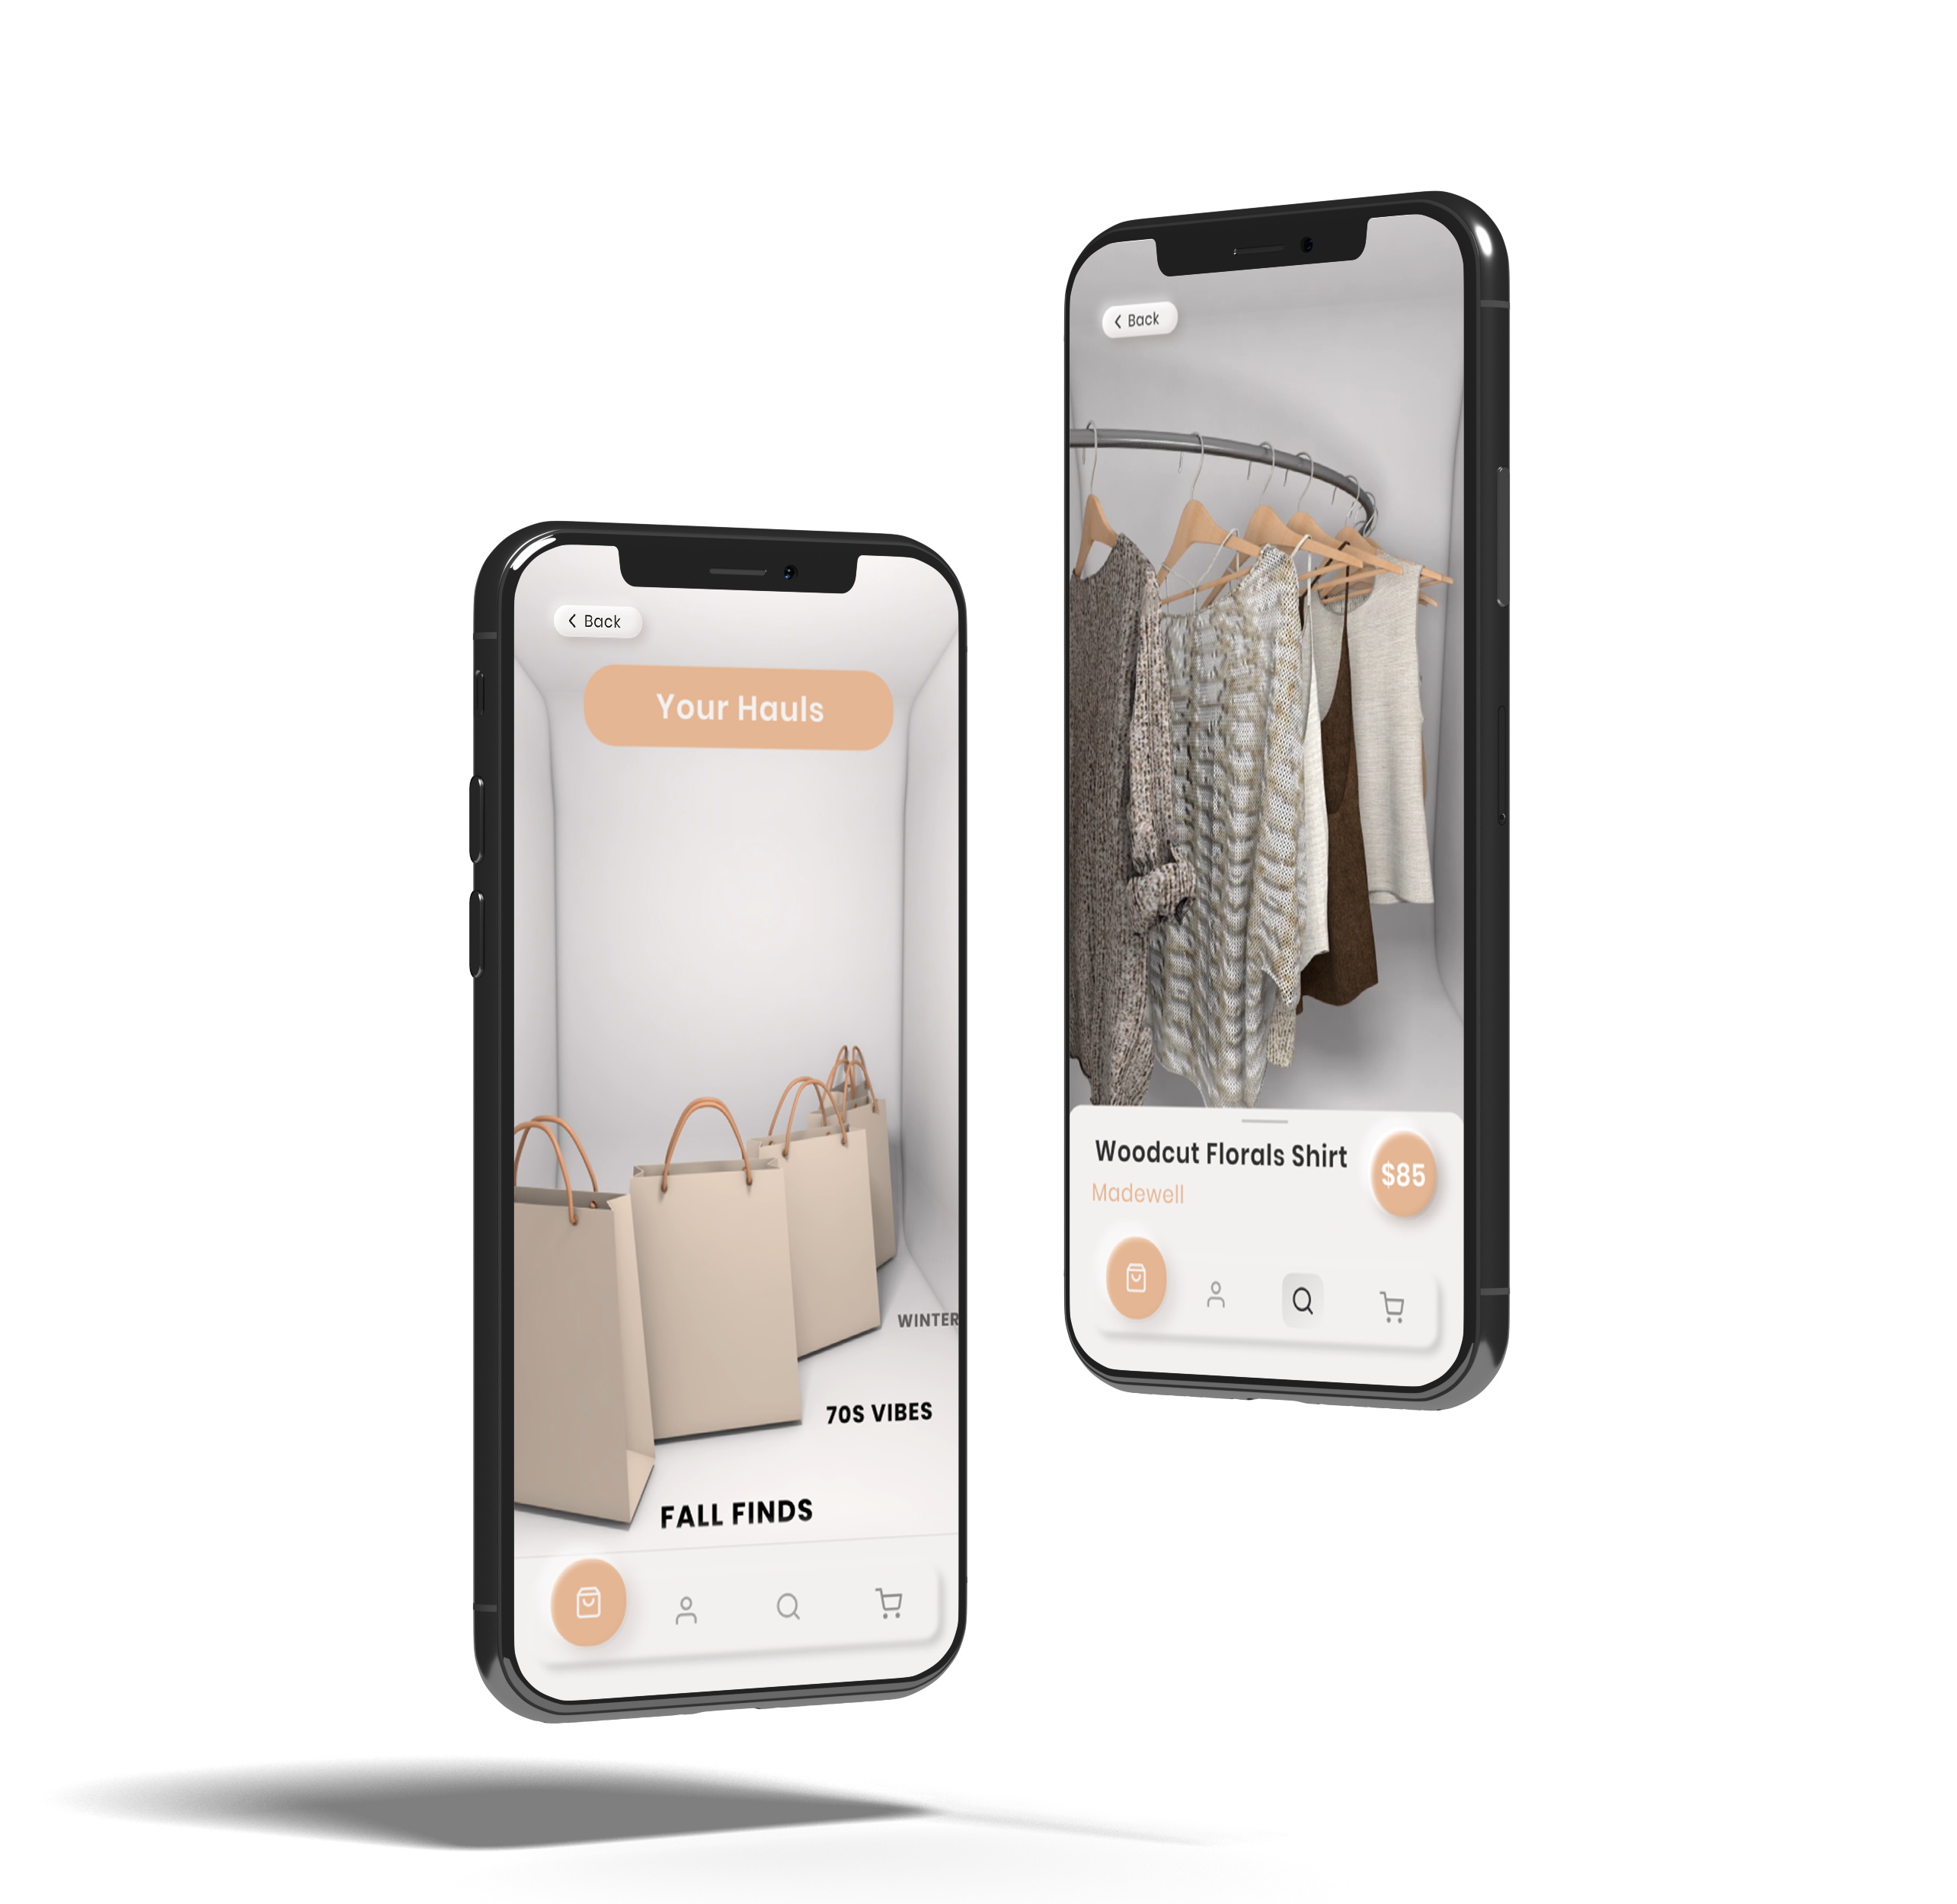 Back
Your Hauls
WINTER
70S VIBES
FALL FINDS
Back
Woodcut Florals Shirt
$85
Madewell